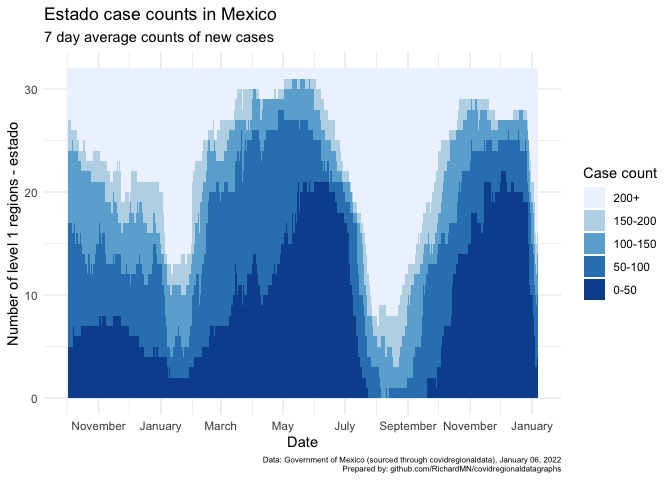 Estado case counts in Mexico
7 day average counts of new cases
Number of level 1 regions - estado
30
20
10
0
November
January
March
May
July
September
November
January
Date
Case count
200+
150-200
100-150
50-100
0-50
Data: Government of Mexico (sourced through covidregionaldata), January 06, 2022
Prepared by: github.com/RichardMN/covidregionaldatagraphs